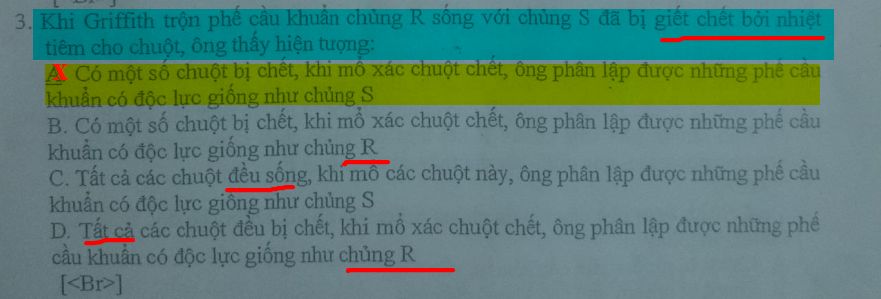 3. Khi Griffith trộn phế cầu khuẩn chủng R sống với chủng S đã bị giết chết bởi nhiệt
tiêm cho chuột, ông thấy hiện tượng:
A. Có một số chuột bị chết, khi mổ xác chuột chết, ông phân lập được những phế cầu
khuẩn có độc lực giống như chủng S
B. Có một số chuột bị chết, khi mổ xác chuột chết, ông phân lập được những phế cầu
khuẩn có độc lực giống như chủng R
C. Tất cả các chuột đều sống, khi mổ các chuột này, ông phân lập được những phế cầu
khuẩn có độc lực giống như chủng S
D. Tất cả các chuột đều bị chết, khi mổ xác chuột chết, ông phân lập được những phế
cầu khuẩn có độc lực giống như chủng R
[<Br>]